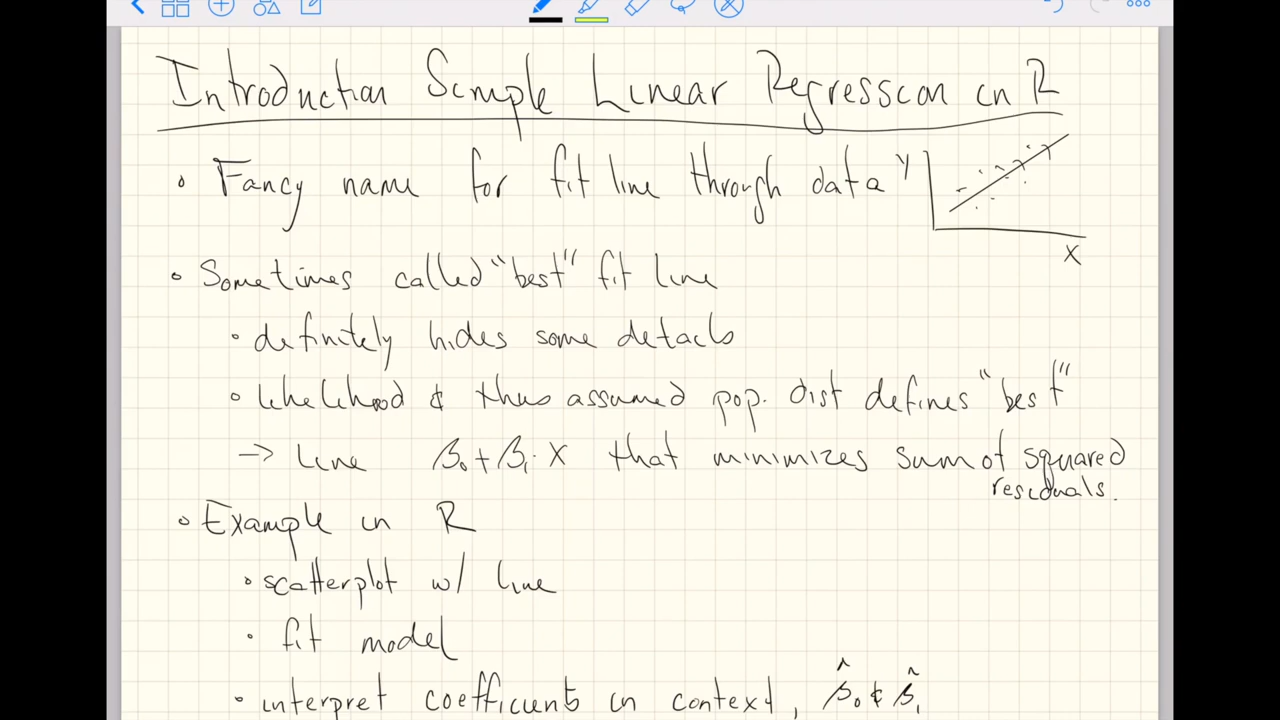 Introduction Simple Linear Regression in R
• Fancy name for fit line through data
Y
X
• Sometimes called "best" fit line
• definitely hides some details
• likelihood & thus assumed pop. dist defines "best"
→ line β₀ + β₁ · X that minimizes sum of squared
residuals.
• Example in R
• scatterplot w/ line
• fit model
• interpret coefficients in context, β̂₀ & β̂₁